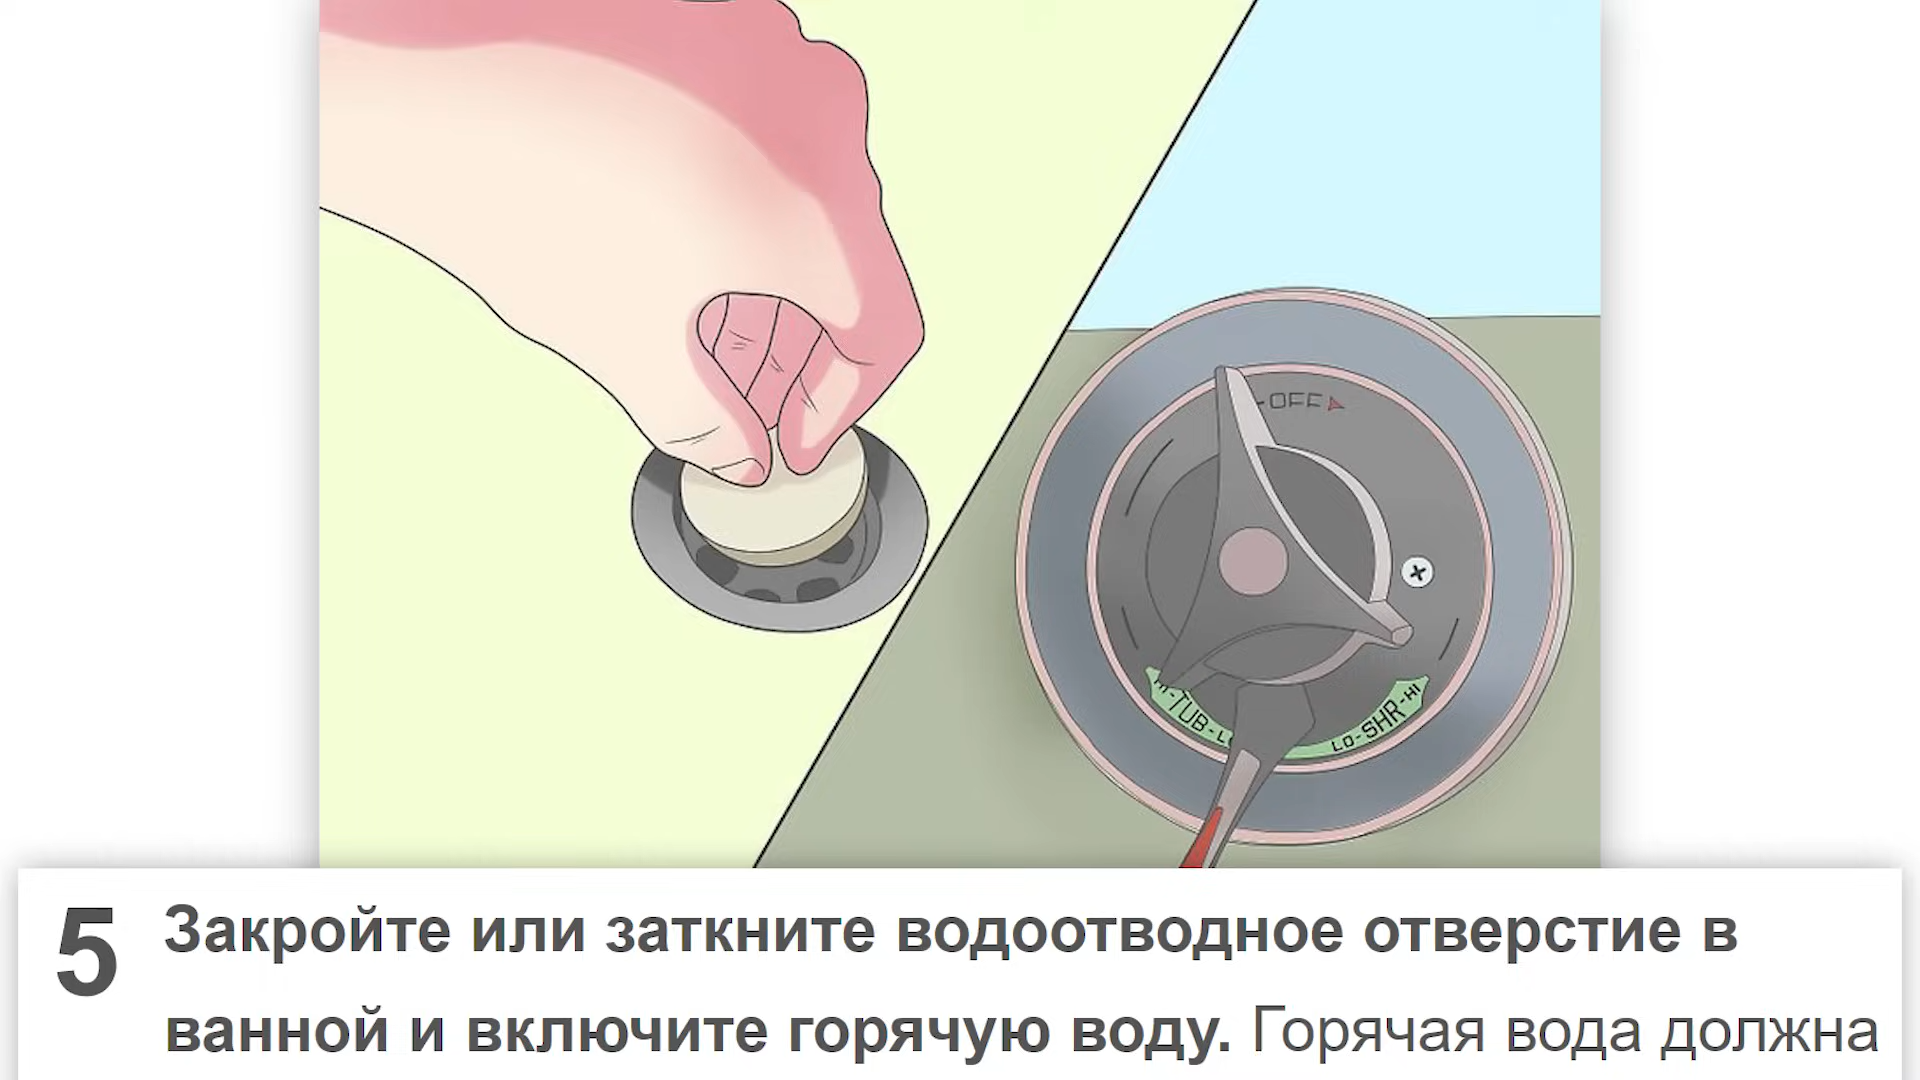 -OFF
-TUB-L
LO-SHR-HI
5
Закройте или заткните водоотводное отверстие в
ванной и включите горячую воду. Горячая вода должна